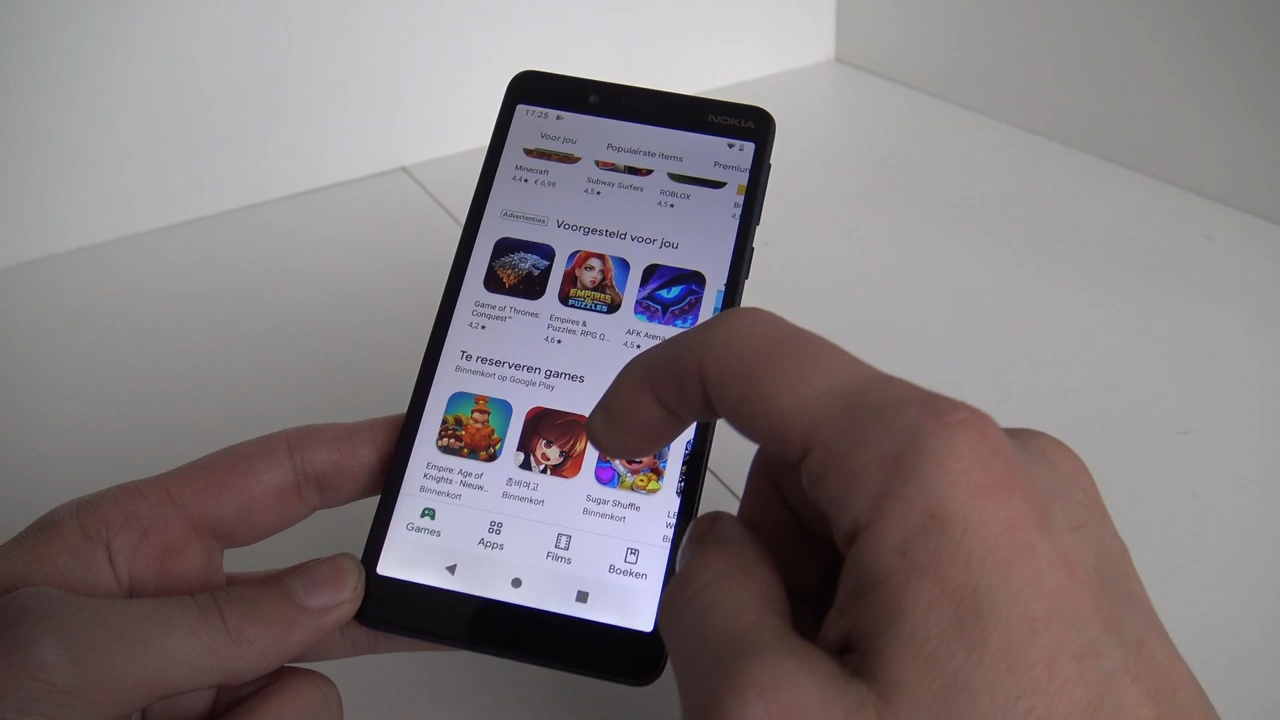 NOKIA
17:25
Voor jou
Populairste items
Premium
Minecraft
4,4★ € 6,99
Subway Surfers
4,5★
ROBLOX
4,5★
Advertenties
Voorgesteld voor jou
EMPIRES
PUZZLES
Game of Thrones:
Conquest™
4,2★
Empires &
Puzzles: RPG Q...
4,6★
AFK Arena
4,5★
Te reserveren games
Binnenkort op Google Play
Empire: Age of
Knights - Nieuw...
Binnenkort
좀비여고
Binnenkort
Sugar Shuffle
Binnenkort
Games
Apps
Films
Boeken